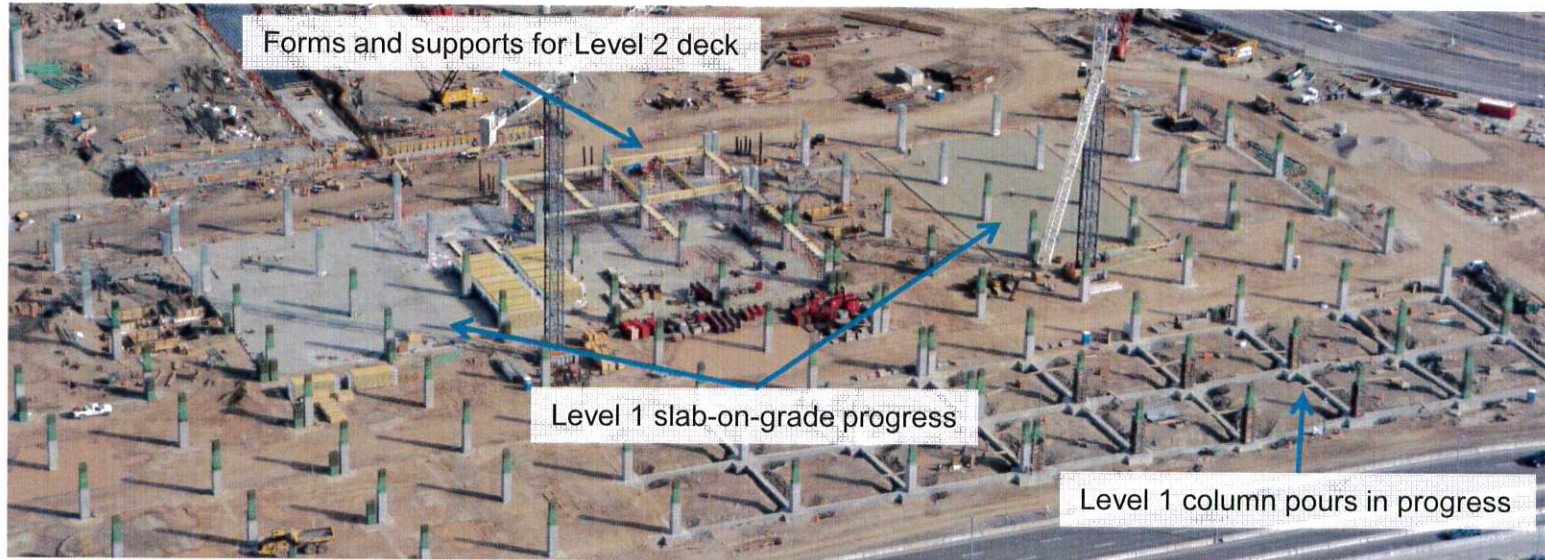 Forms and supports for Level 2 deck
Level 1 slab-on-grade progress
Level 1 column pours in progress